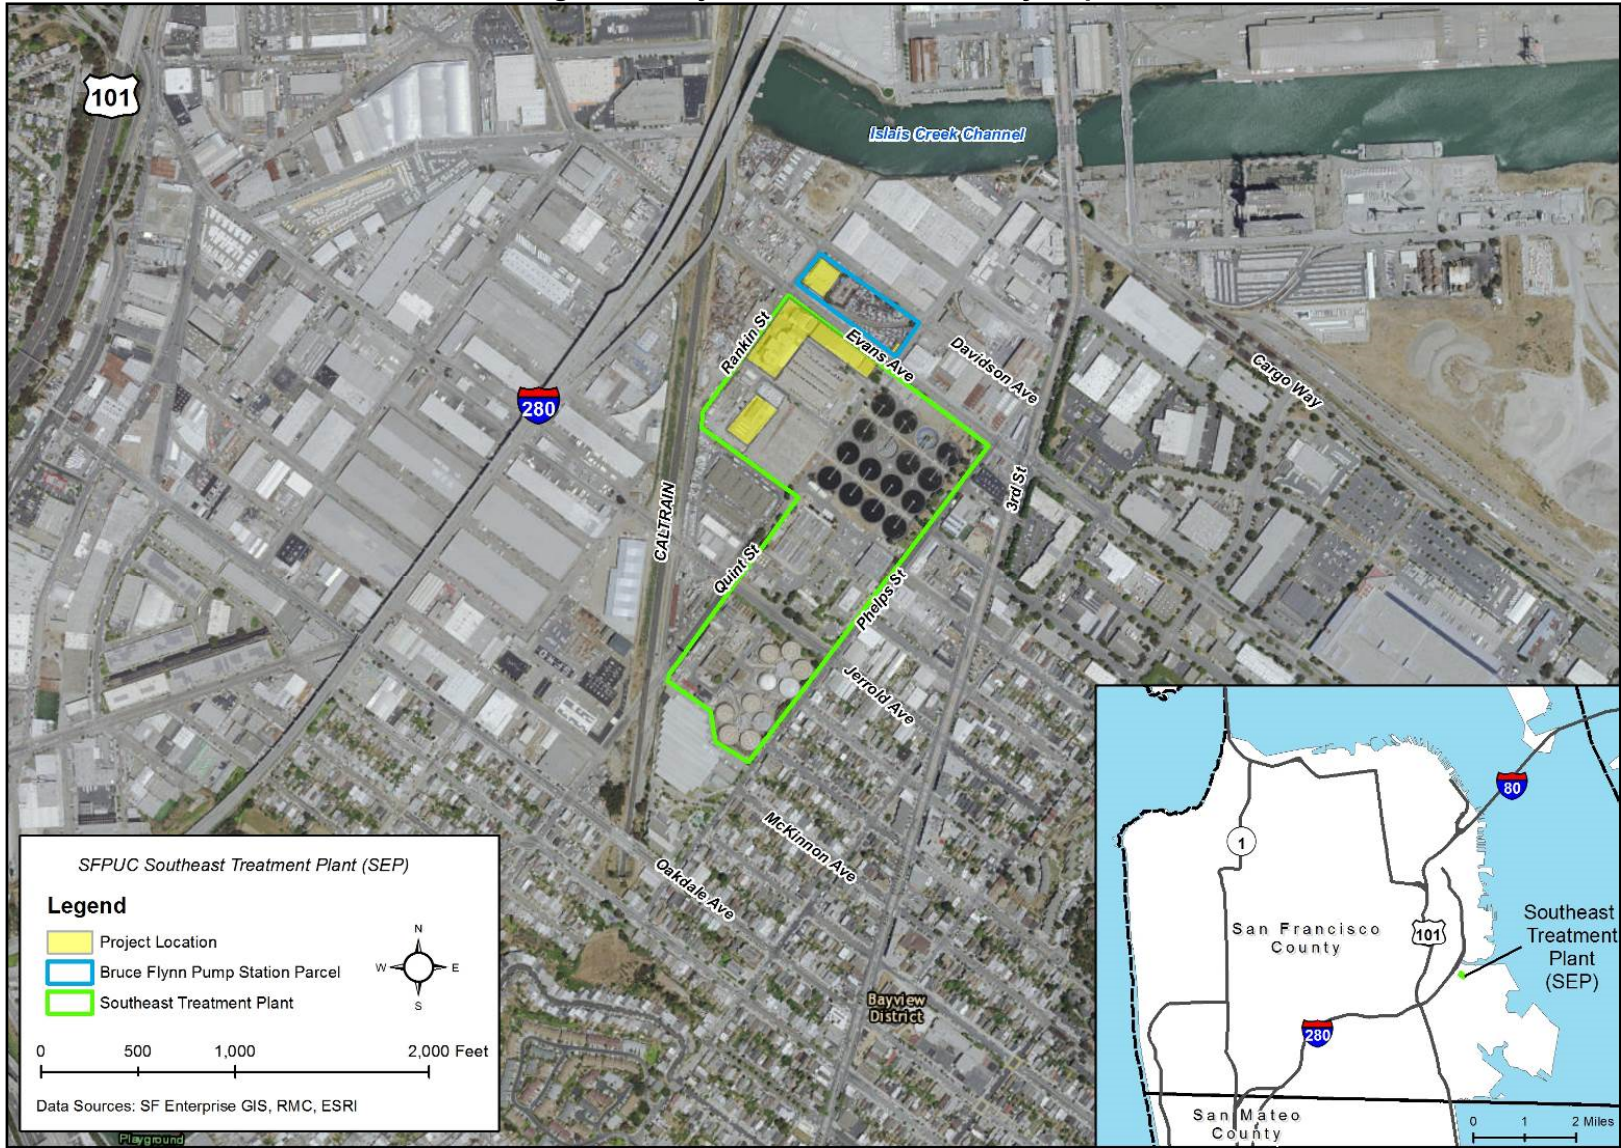 101
Islais Creek Channel
Rankin St
Evans Ave
Davidson Ave
Cargo Way
280
CALTRAIN
3rd St
Quint St
Phelps St
Jerrold Ave
McKinnon Ave
Oakdale Ave
Bayview
District
Playground
SFPUC Southeast Treatment Plant (SEP)
Legend
Project Location
Bruce Flynn Pump Station Parcel
Southeast Treatment Plant
N
W
E
S
0 500 1,000 2,000 Feet
Data Sources: SF Enterprise GIS, RMC, ESRI
80
1
San Francisco
County
101
Southeast
Treatment
Plant
(SEP)
280
San Mateo
County
0 1 2 Miles